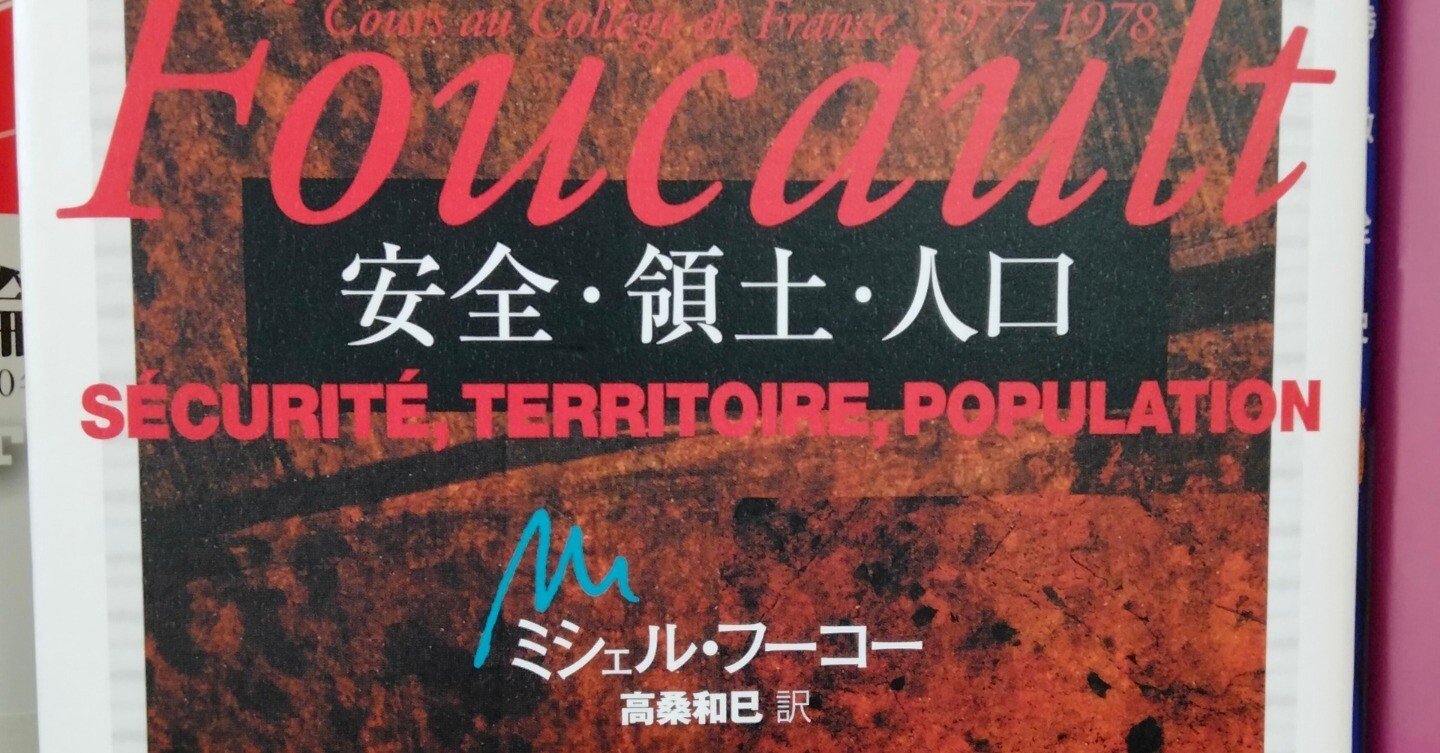 Cours au Collège de France, 1977-1978
Foucault
安全・領土・人口
SÉCURITÉ, TERRITOIRE, POPULATION
ミシェル・フーコー
高桑和巳 訳